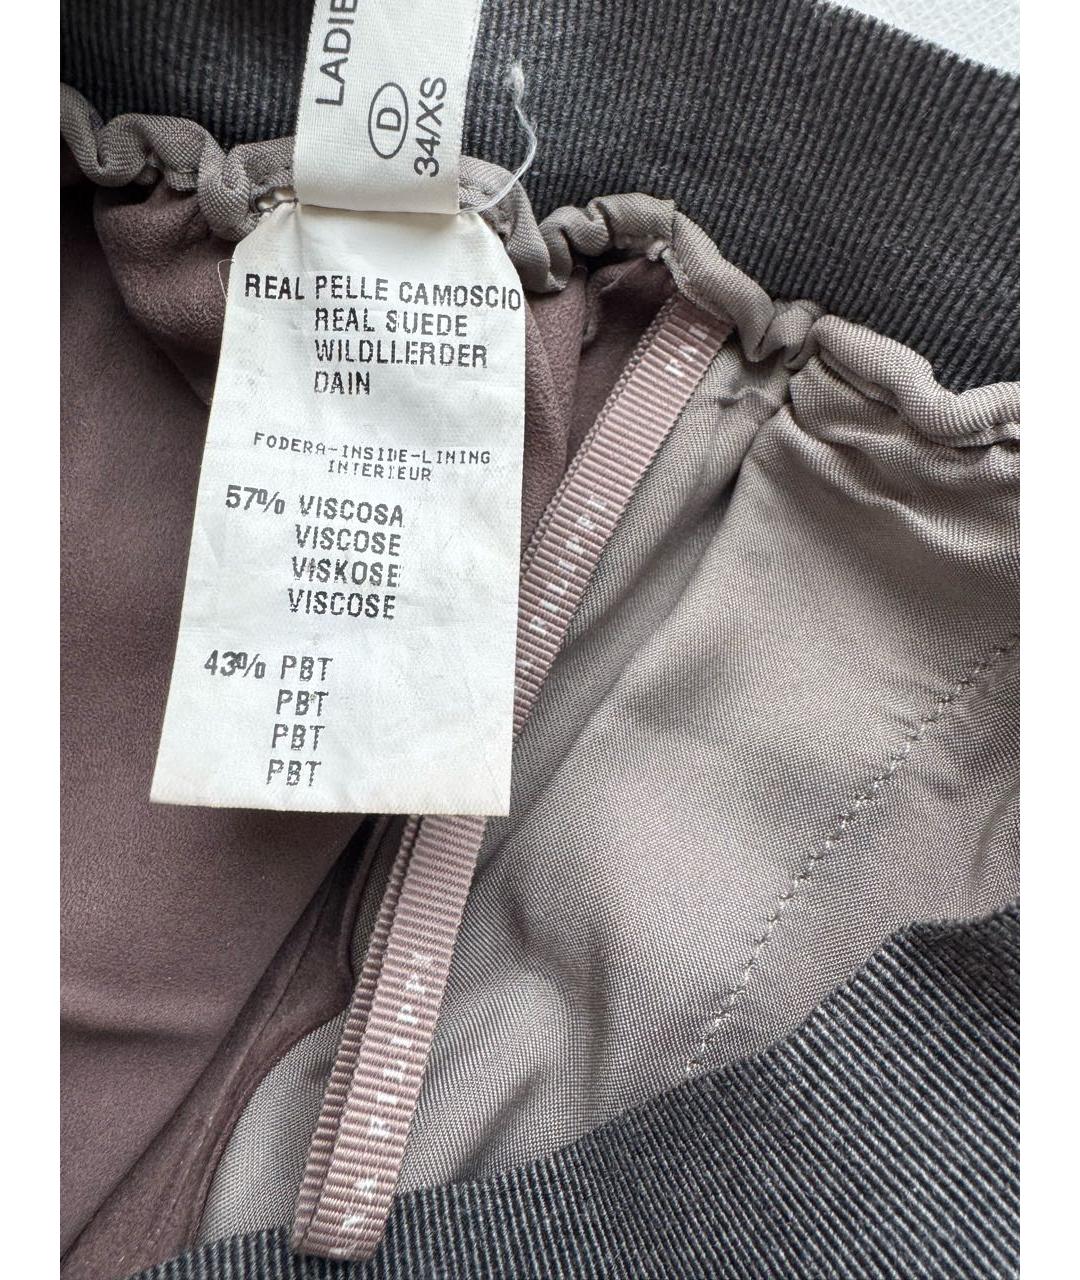 LADIE
D
34/XS
REAL PELLE CAMOSCIO
REAL SUEDE
WILDLLERDER
DAIN
FODERA-INSIDE-LINING
INTERIEUR
57% VISCOSA
VISCOSE
VISKOSE
VISCOSE
43% PBT
PBT
PBT
PBT